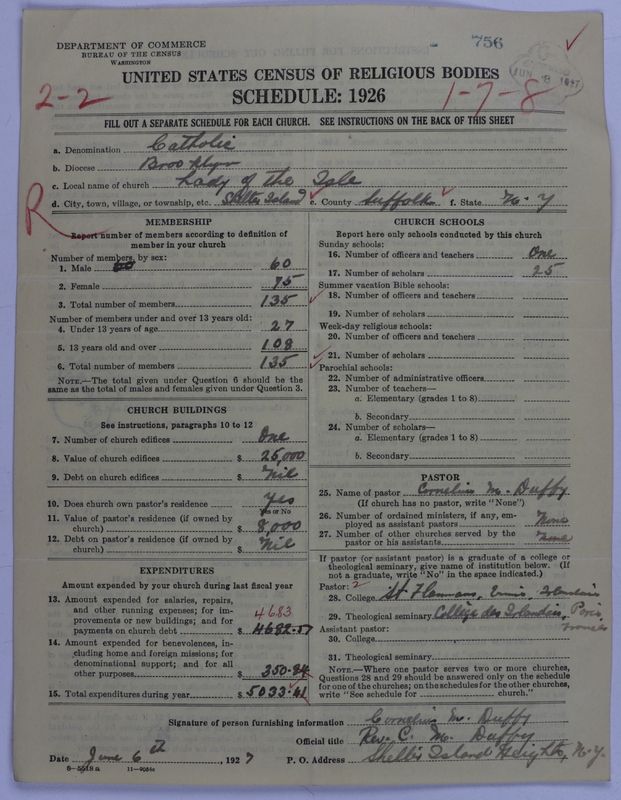 DEPARTMENT OF COMMERCE
BUREAU OF THE CENSUS
WASHINGTON
756
JUN 8 1927
UNITED STATES CENSUS OF RELIGIOUS BODIES
SCHEDULE: 1926
2-2
1-7-8
FILL OUT A SEPARATE SCHEDULE FOR EACH CHURCH. SEE INSTRUCTIONS ON THE BACK OF THIS SHEET
a. Denomination Catholic
b. Diocese Brooklyn
c. Local name of church Lady of the Isle
d. City, town, village, or township, etc. Shelter Island e. County Suffolk f. State N. Y
R
MEMBERSHIP
Report number of members according to definition of
member in your church
Number of members, by sex:
1. Male 60 60
2. Female 75
3. Total number of members 135
Number of members under and over 13 years old:
4. Under 13 years of age 27
5. 13 years old and over 108
6. Total number of members 135
NOTE.—The total given under Question 6 should be the
same as the total of males and females given under Question 3.
CHURCH BUILDINGS
See instructions, paragraphs 10 to 12
7. Number of church edifices One
8. Value of church edifices $ 25,000
9. Debt on church edifices $ Nil
10. Does church own pastor's residence Yes
Yes or No
11. Value of pastor's residence (if owned by
church) $ 8,000
12. Debt on pastor's residence (if owned by
church) $ Nil
EXPENDITURES
Amount expended by your church during last fiscal year
13. Amount expended for salaries, repairs,
and other running expenses; for im-
provements or new buildings; and for
payments on church debt $ 4682.57
4683
14. Amount expended for benevolences, in-
cluding home and foreign missions; for
denominational support; and for all
other purposes $ 350.84
15. Total expenditures during year $ 5033.41
CHURCH SCHOOLS
Report here only schools conducted by this church
Sunday schools:
16. Number of officers and teachers One
17. Number of scholars 25
Summer vacation Bible schools:
18. Number of officers and teachers
19. Number of scholars
Week-day religious schools:
20. Number of officers and teachers
21. Number of scholars
Parochial schools:
22. Number of administrative officers
23. Number of teachers—
a. Elementary (grades 1 to 8)
b. Secondary
24. Number of scholars—
a. Elementary (grades 1 to 8)
b. Secondary
PASTOR
25. Name of pastor Cornelius M. Duffy
(If church has no pastor, write "None")
26. Number of ordained ministers, if any, em-
ployed as assistant pastors None
27. Number of other churches served by the
pastor or his assistants None
If pastor (or assistant pastor) is a graduate of a college or
theological seminary, give name of institution below. (If
not a graduate, write "No" in the space indicated.)
Pastor: 2
28. College St. Flannans, Ennis,
29. Theological seminary Collège des Irlandais, Paris,
France
Assistant pastor:
30. College
31. Theological seminary
NOTE.—Where one pastor serves two or more churches,
Questions 28 and 29 should be answered only on the schedule
for one of the churches; on the schedules for the other churches,
write "See schedule for church."
Signature of person furnishing information Cornelius M. Duffy
Official title Rev. C. M. Duffy
Date June 6th, 1927 P. O. Address Shelter Island Heights, N. Y.